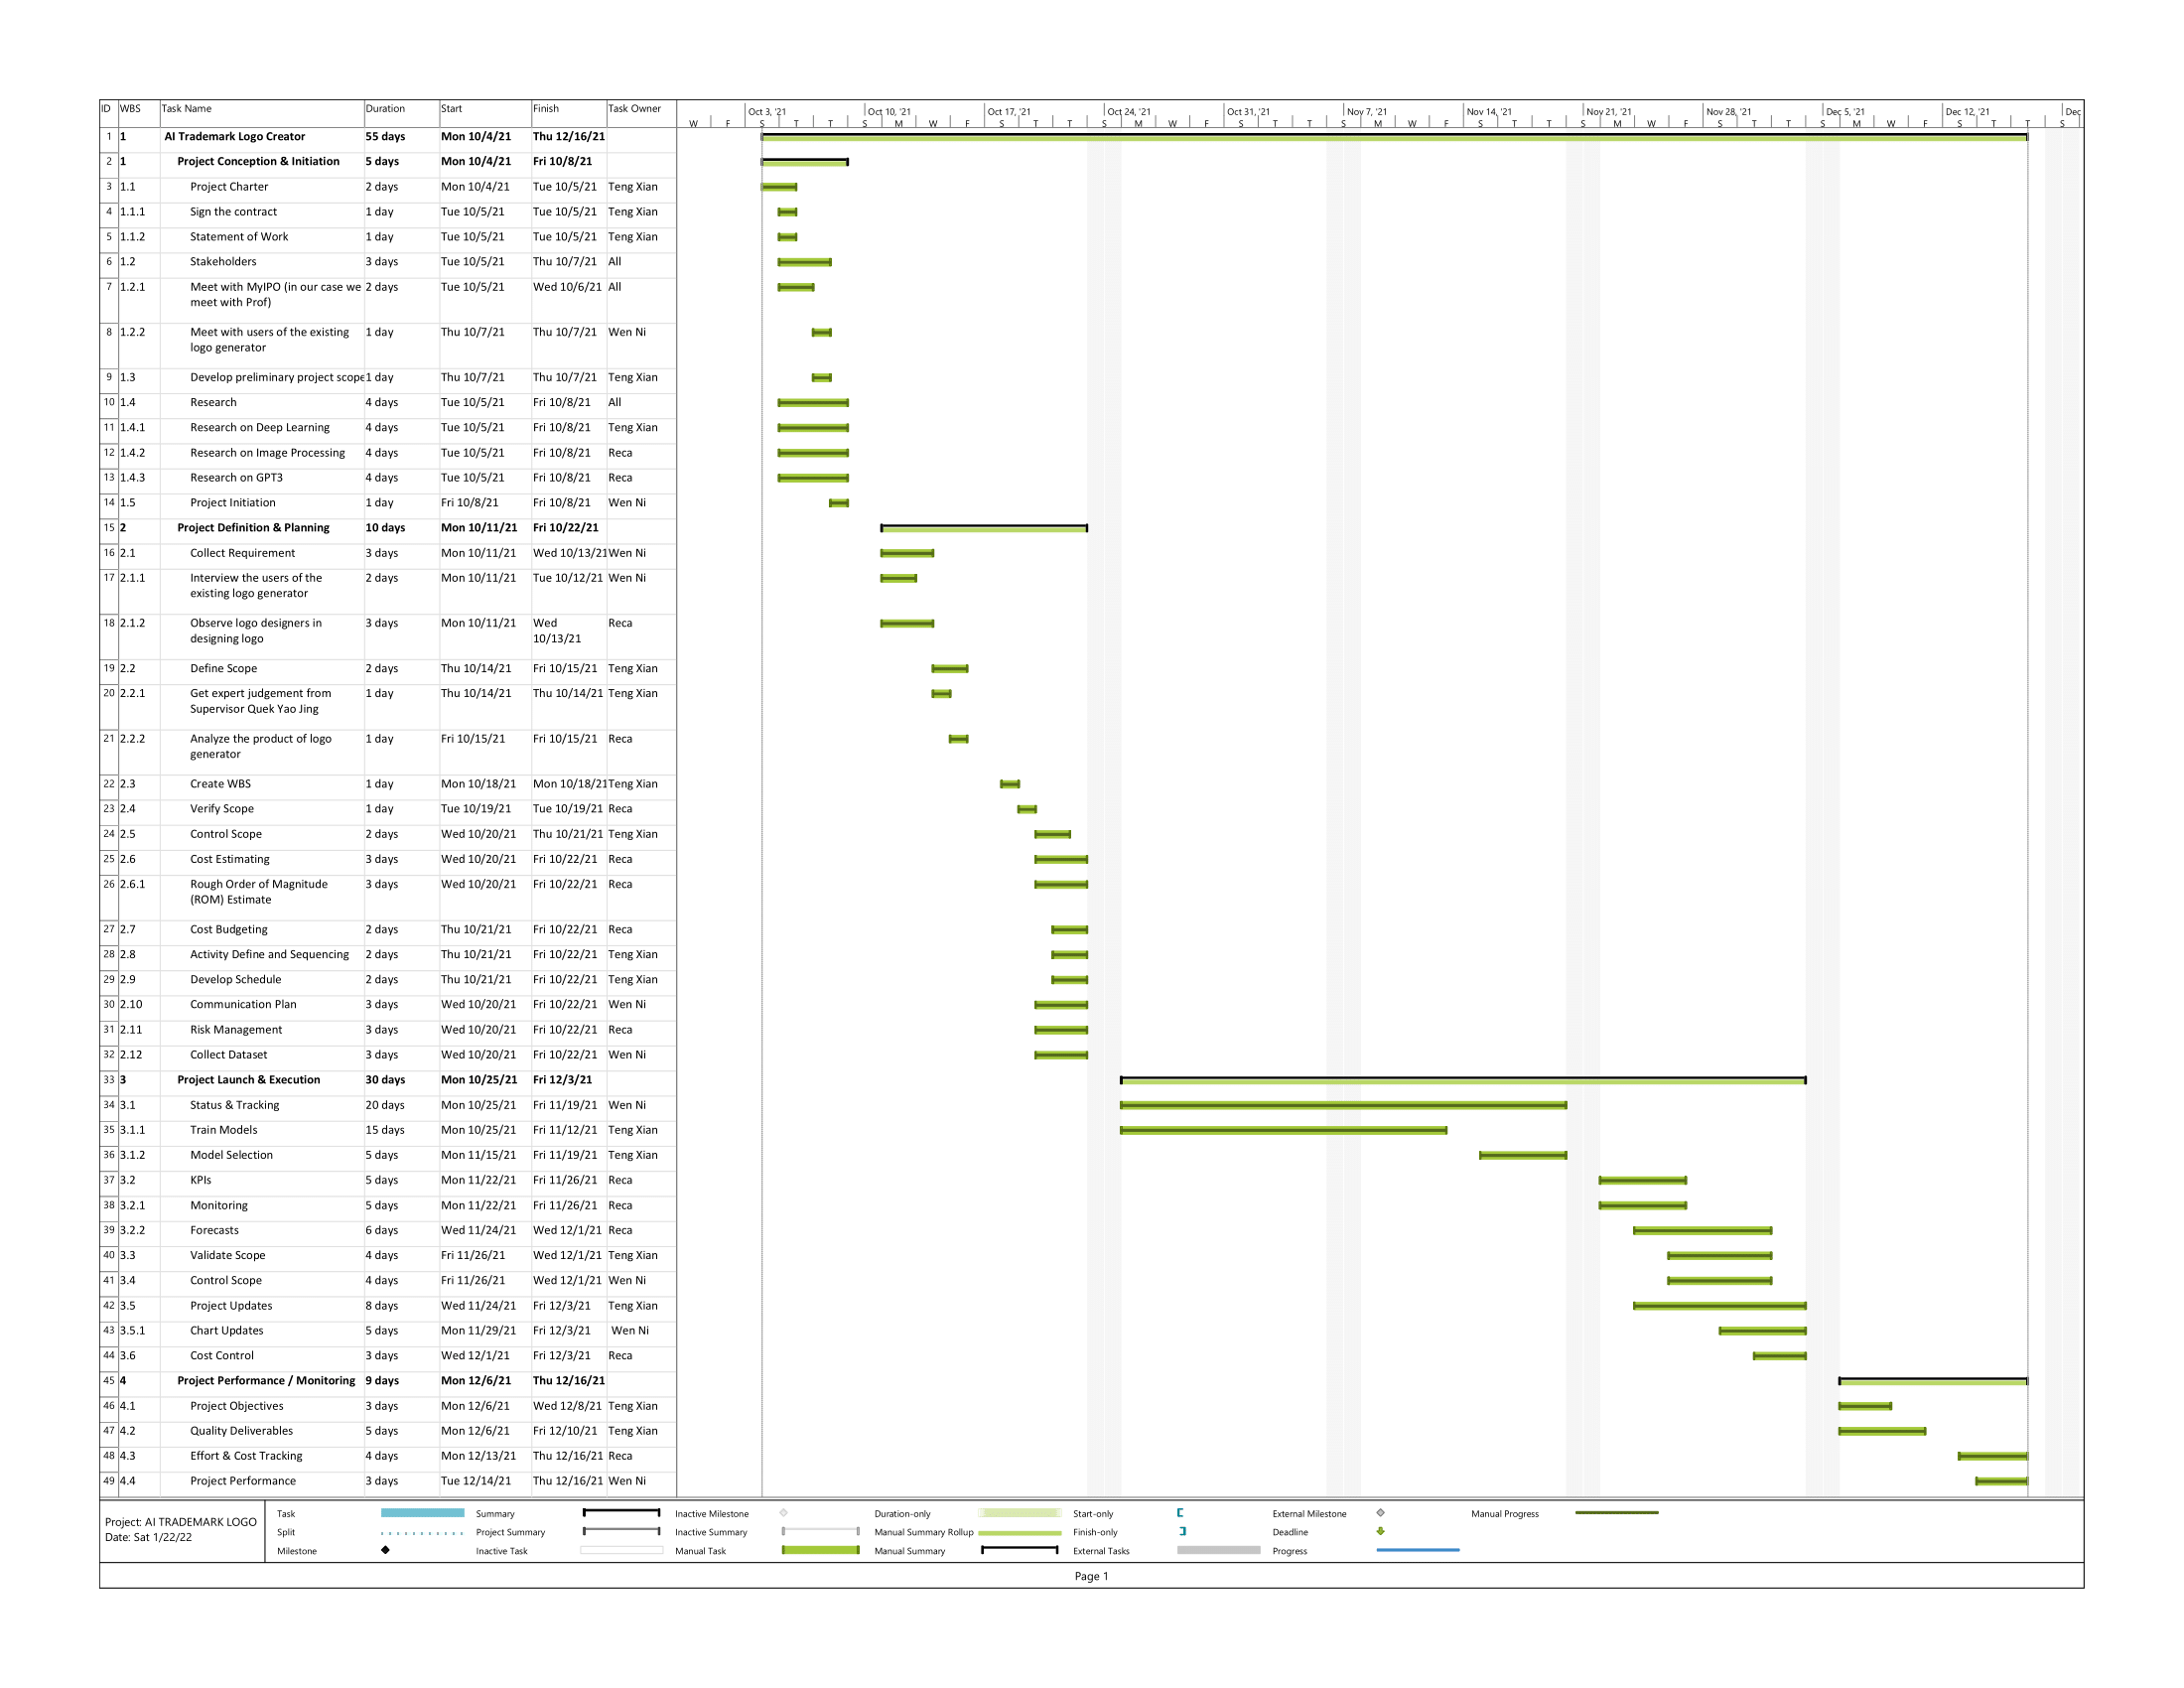 ID WBS Task Name Duration Start Finish Task Owner
Oct 3, '21 Oct 10, '21 Oct 17, '21 Oct 24, '21 Oct 31, '21 Nov 7, '21 Nov 14, '21 Nov 21, '21 Nov 28, '21 Dec 5, '21 Dec 12, '21 Dec
W F S T T S M W F S T T S M W F S T T S M W F S T T S M W F S T T S M W F S T T S
1 1 AI Trademark Logo Creator 55 days Mon 10/4/21 Thu 12/16/21
2 1 Project Conception & Initiation 5 days Mon 10/4/21 Fri 10/8/21
3 1.1 Project Charter 2 days Mon 10/4/21 Tue 10/5/21 Teng Xian
4 1.1.1 Sign the contract 1 day Tue 10/5/21 Tue 10/5/21 Teng Xian
5 1.1.2 Statement of Work 1 day Tue 10/5/21 Tue 10/5/21 Teng Xian
6 1.2 Stakeholders 3 days Tue 10/5/21 Thu 10/7/21 All
7 1.2.1 Meet with MyIPO (in our case we 2 days Tue 10/5/21 Wed 10/6/21 All
meet with Prof)
8 1.2.2 Meet with users of the existing 1 day Thu 10/7/21 Thu 10/7/21 Wen Ni
logo generator
9 1.3 Develop preliminary project scope 1 day Thu 10/7/21 Thu 10/7/21 Teng Xian
10 1.4 Research 4 days Tue 10/5/21 Fri 10/8/21 All
11 1.4.1 Research on Deep Learning 4 days Tue 10/5/21 Fri 10/8/21 Teng Xian
12 1.4.2 Research on Image Processing 4 days Tue 10/5/21 Fri 10/8/21 Reca
13 1.4.3 Research on GPT3 4 days Tue 10/5/21 Fri 10/8/21 Reca
14 1.5 Project Initiation 1 day Fri 10/8/21 Fri 10/8/21 Wen Ni
15 2 Project Definition & Planning 10 days Mon 10/11/21 Fri 10/22/21
16 2.1 Collect Requirement 3 days Mon 10/11/21 Wed 10/13/21 Wen Ni
17 2.1.1 Interview the users of the 2 days Mon 10/11/21 Tue 10/12/21 Wen Ni
existing logo generator
18 2.1.2 Observe logo designers in 3 days Mon 10/11/21 Wed Reca
designing logo 10/13/21
19 2.2 Define Scope 2 days Thu 10/14/21 Fri 10/15/21 Teng Xian
20 2.2.1 Get expert judgement from 1 day Thu 10/14/21 Thu 10/14/21 Teng Xian
Supervisor Quek Yao Jing
21 2.2.2 Analyze the product of logo 1 day Fri 10/15/21 Fri 10/15/21 Reca
generator
22 2.3 Create WBS 1 day Mon 10/18/21 Mon 10/18/21 Teng Xian
23 2.4 Verify Scope 1 day Tue 10/19/21 Tue 10/19/21 Reca
24 2.5 Control Scope 2 days Wed 10/20/21 Thu 10/21/21 Teng Xian
25 2.6 Cost Estimating 3 days Wed 10/20/21 Fri 10/22/21 Reca
26 2.6.1 Rough Order of Magnitude 3 days Wed 10/20/21 Fri 10/22/21 Reca
(ROM) Estimate
27 2.7 Cost Budgeting 2 days Thu 10/21/21 Fri 10/22/21 Reca
28 2.8 Activity Define and Sequencing 2 days Thu 10/21/21 Fri 10/22/21 Teng Xian
29 2.9 Develop Schedule 2 days Thu 10/21/21 Fri 10/22/21 Teng Xian
30 2.10 Communication Plan 3 days Wed 10/20/21 Fri 10/22/21 Wen Ni
31 2.11 Risk Management 3 days Wed 10/20/21 Fri 10/22/21 Reca
32 2.12 Collect Dataset 3 days Wed 10/20/21 Fri 10/22/21 Wen Ni
33 3 Project Launch & Execution 30 days Mon 10/25/21 Fri 12/3/21
34 3.1 Status & Tracking 20 days Mon 10/25/21 Fri 11/19/21 Wen Ni
35 3.1.1 Train Models 15 days Mon 10/25/21 Fri 11/12/21 Teng Xian
36 3.1.2 Model Selection 5 days Mon 11/15/21 Fri 11/19/21 Teng Xian
37 3.2 KPIs 5 days Mon 11/22/21 Fri 11/26/21 Reca
38 3.2.1 Monitoring 5 days Mon 11/22/21 Fri 11/26/21 Reca
39 3.2.2 Forecasts 6 days Wed 11/24/21 Wed 12/1/21 Reca
40 3.3 Validate Scope 4 days Fri 11/26/21 Wed 12/1/21 Teng Xian
41 3.4 Control Scope 4 days Fri 11/26/21 Wed 12/1/21 Wen Ni
42 3.5 Project Updates 8 days Wed 11/24/21 Fri 12/3/21 Teng Xian
43 3.5.1 Chart Updates 5 days Mon 11/29/21 Fri 12/3/21 Wen Ni
44 3.6 Cost Control 3 days Wed 12/1/21 Fri 12/3/21 Reca
45 4 Project Performance / Monitoring 9 days Mon 12/6/21 Thu 12/16/21
46 4.1 Project Objectives 3 days Mon 12/6/21 Wed 12/8/21 Teng Xian
47 4.2 Quality Deliverables 5 days Mon 12/6/21 Fri 12/10/21 Teng Xian
48 4.3 Effort & Cost Tracking 4 days Mon 12/13/21 Thu 12/16/21 Reca
49 4.4 Project Performance 3 days Tue 12/14/21 Thu 12/16/21 Wen Ni
Project: AI TRADEMARK LOGO
Date: Sat 1/22/22
Task Summary Inactive Milestone Duration-only Start-only External Milestone Manual Progress
Split Project Summary Inactive Summary Manual Summary Rollup Finish-only Deadline
Milestone Inactive Task Manual Task Manual Summary External Tasks Progress
Page 1